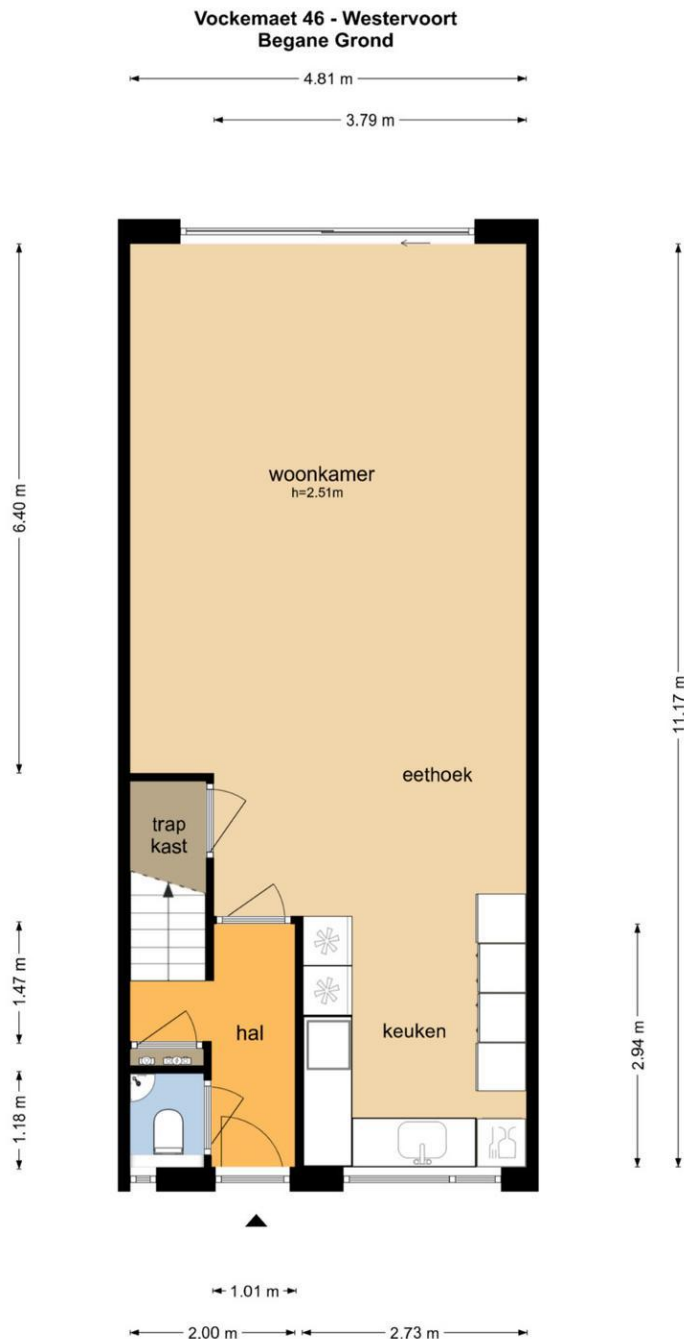 Vockemaet 46 - Westervoort
Begane Grond
4.81 m
3.79 m
woonkamer
h=2.51m
6.40 m
11.17 m
eethoek
trap
kast
1.47 m
hal
keuken
2.94 m
1.18 m
1.01 m
2.00 m
2.73 m